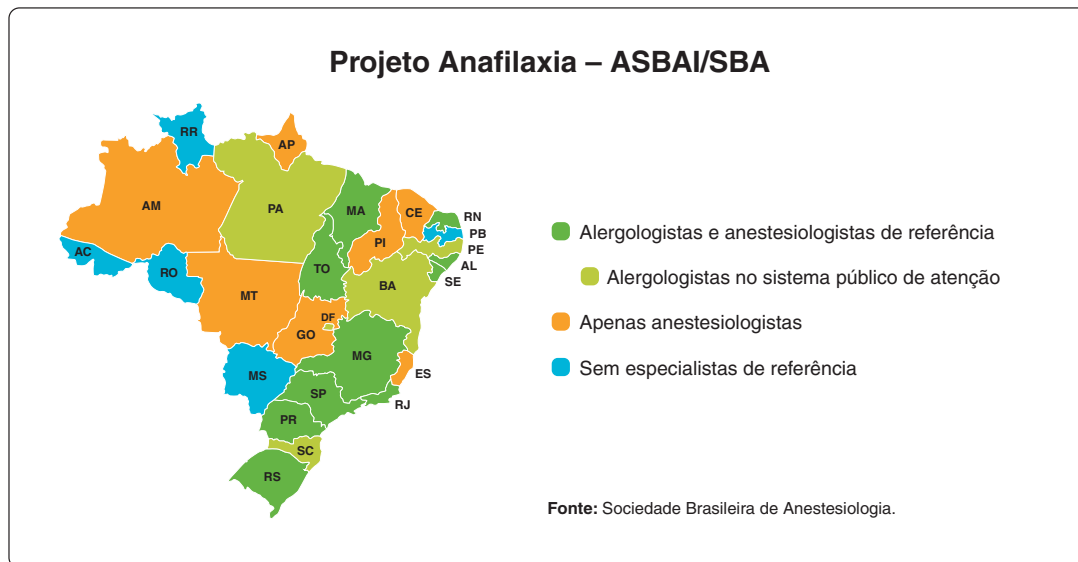 Projeto Anafilaxia – ASBAI/SBA
RR
AP
AM
PA
MA
CE
RN
PB
PE
AL
SE
PI
AC
RO
TO
BA
MT
DF
GO
MG
ES
MS
SP
RJ
PR
SC
RS
Alergologistas e anestesiologistas de referência
Alergologistas no sistema público de atenção
Apenas anestesiologistas
Sem especialistas de referência
Fonte: Sociedade Brasileira de Anestesiologia.